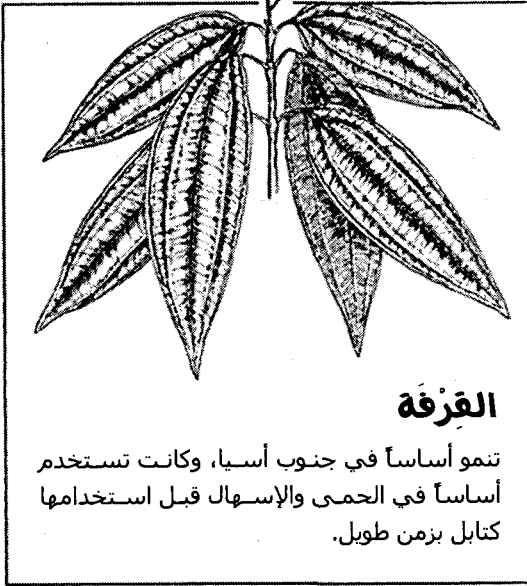 القِرْفَة
تنمو أساساً في جنوب أسيا، وكانت تستخدم
أساساً في الحمى والإسهال قبل استخدامها
كتابل بزمن طويل.